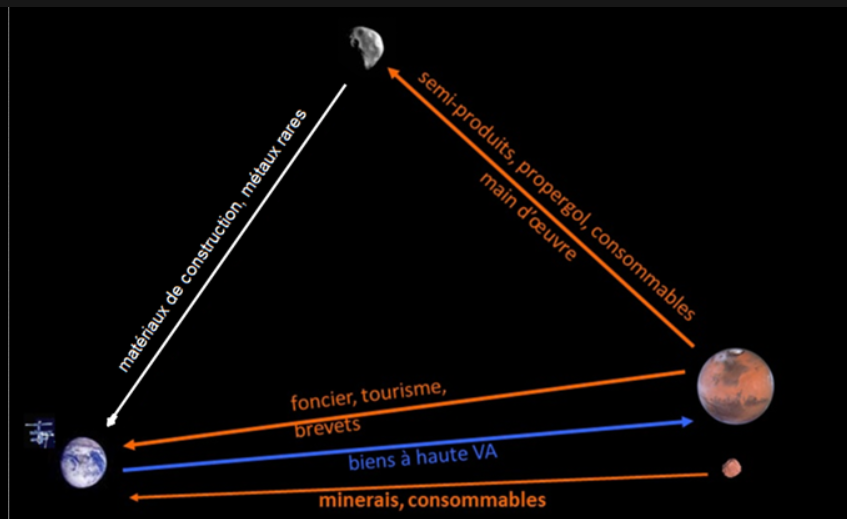 semi-produits, propergol, consommables
main d'œuvre
matériaux de construction, métaux rares
foncier, tourisme,
brevets
biens à haute VA
minerais, consommables